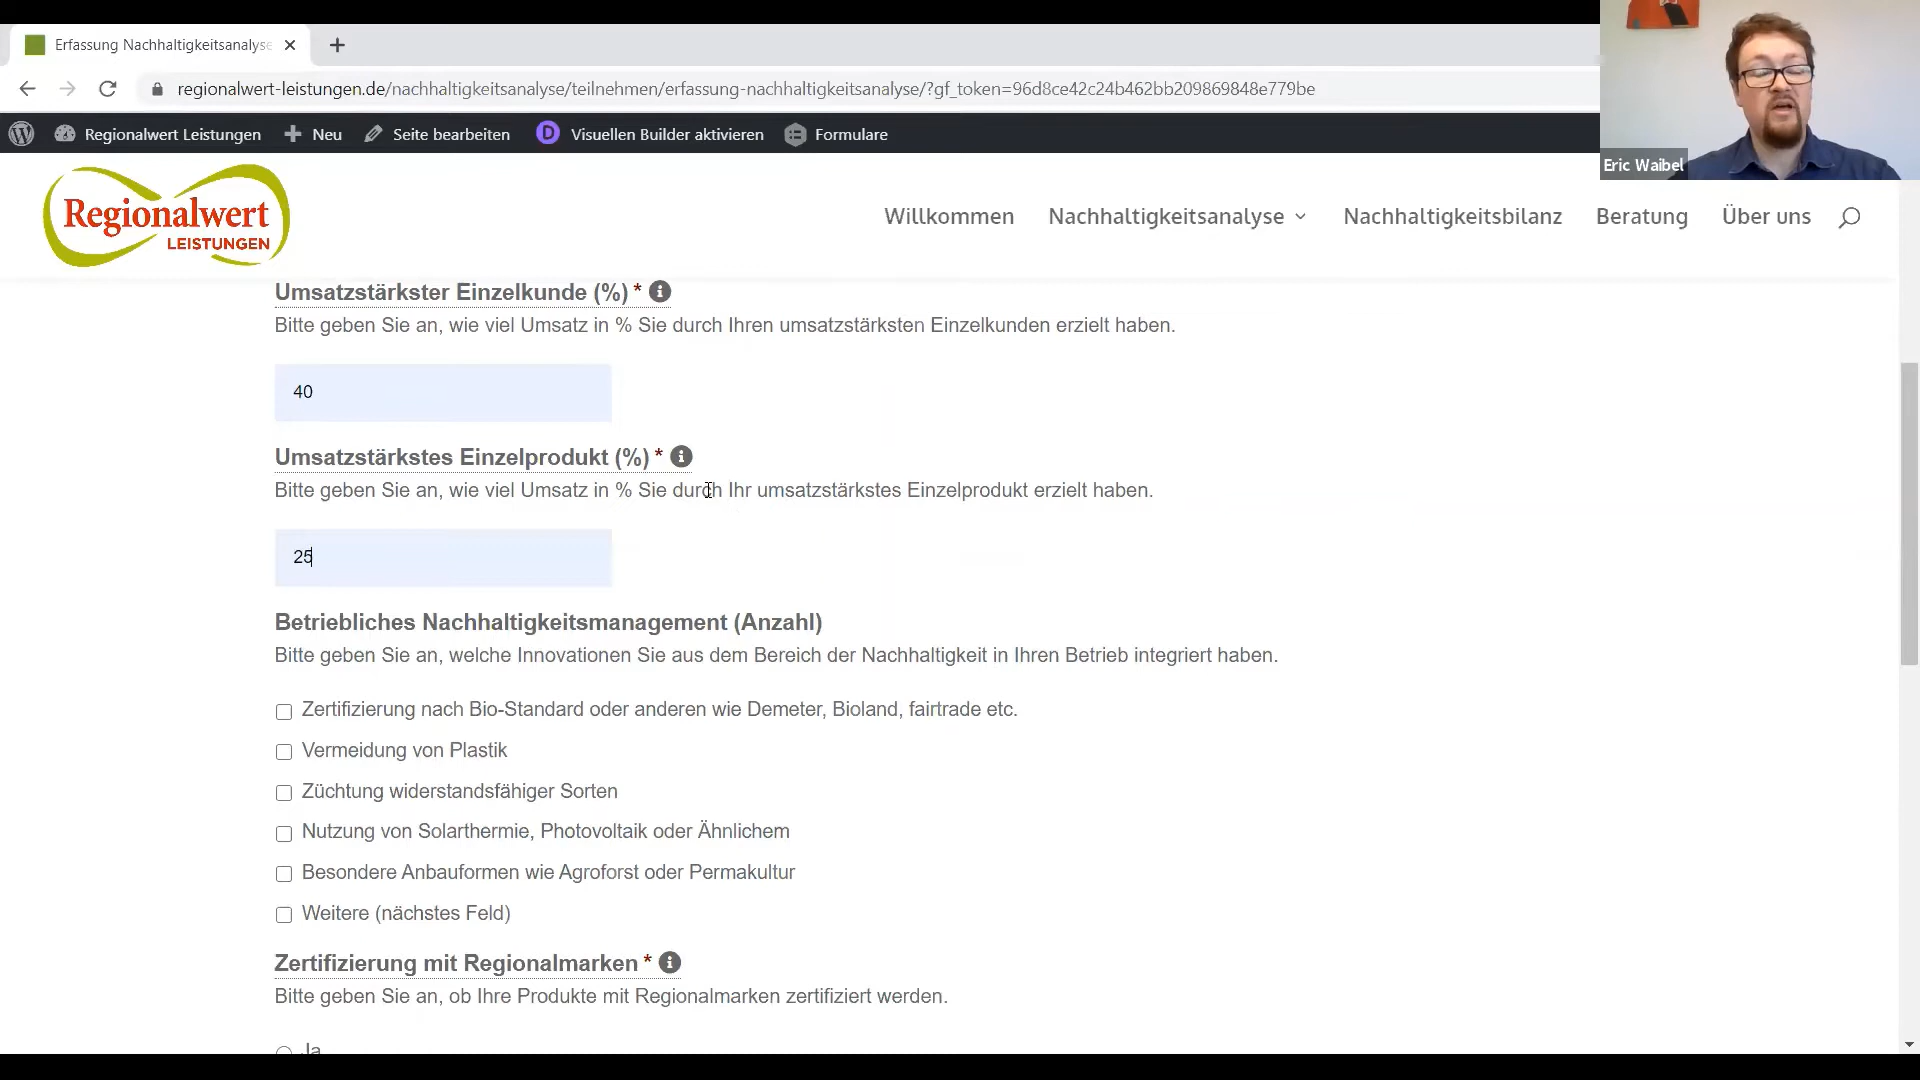 Erfassung Nachhaltigkeitsanalyse
regionalwert-leistungen.de/nachhaltigkeitsanalyse/teilnehmen/erfassung-nachhaltigkeitsanalyse/?gf_token=96d8ce42c24b462bb209869848e779be
Regionalwert Leistungen Neu Seite bearbeiten D Visuellen Builder aktivieren Formulare
Eric Waibel
Regionalwert
LEISTUNGEN
Willkommen Nachhaltigkeitsanalyse Nachhaltigkeitsbilanz Beratung Über uns
Umsatzstärkster Einzelkunde (%) *
Bitte geben Sie an, wie viel Umsatz in % Sie durch Ihren umsatzstärksten Einzelkunden erzielt haben.
40
Umsatzstärkstes Einzelprodukt (%) *
Bitte geben Sie an, wie viel Umsatz in % Sie durch Ihr umsatzstärkstes Einzelprodukt erzielt haben.
25
Betriebliches Nachhaltigkeitsmanagement (Anzahl)
Bitte geben Sie an, welche Innovationen Sie aus dem Bereich der Nachhaltigkeit in Ihren Betrieb integriert haben.
Zertifizierung nach Bio-Standard oder anderen wie Demeter, Bioland, fairtrade etc.
Vermeidung von Plastik
Züchtung widerstandsfähiger Sorten
Nutzung von Solarthermie, Photovoltaik oder Ähnlichem
Besondere Anbauformen wie Agroforst oder Permakultur
Weitere (nächstes Feld)
Zertifizierung mit Regionalmarken *
Bitte geben Sie an, ob Ihre Produkte mit Regionalmarken zertifiziert werden.
Ja